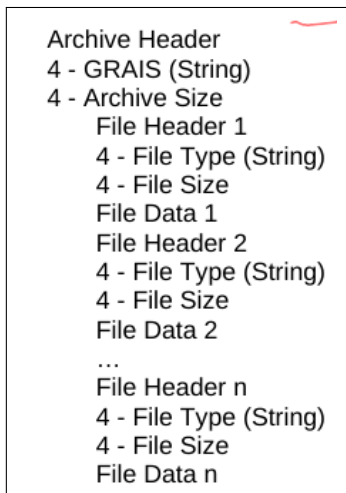 Archive Header
4 - GRAIS (String)
4 - Archive Size
File Header 1
4 - File Type (String)
4 - File Size
File Data 1
File Header 2
4 - File Type (String)
4 - File Size
File Data 2
...
File Header n
4 - File Type (String)
4 - File Size
File Data n